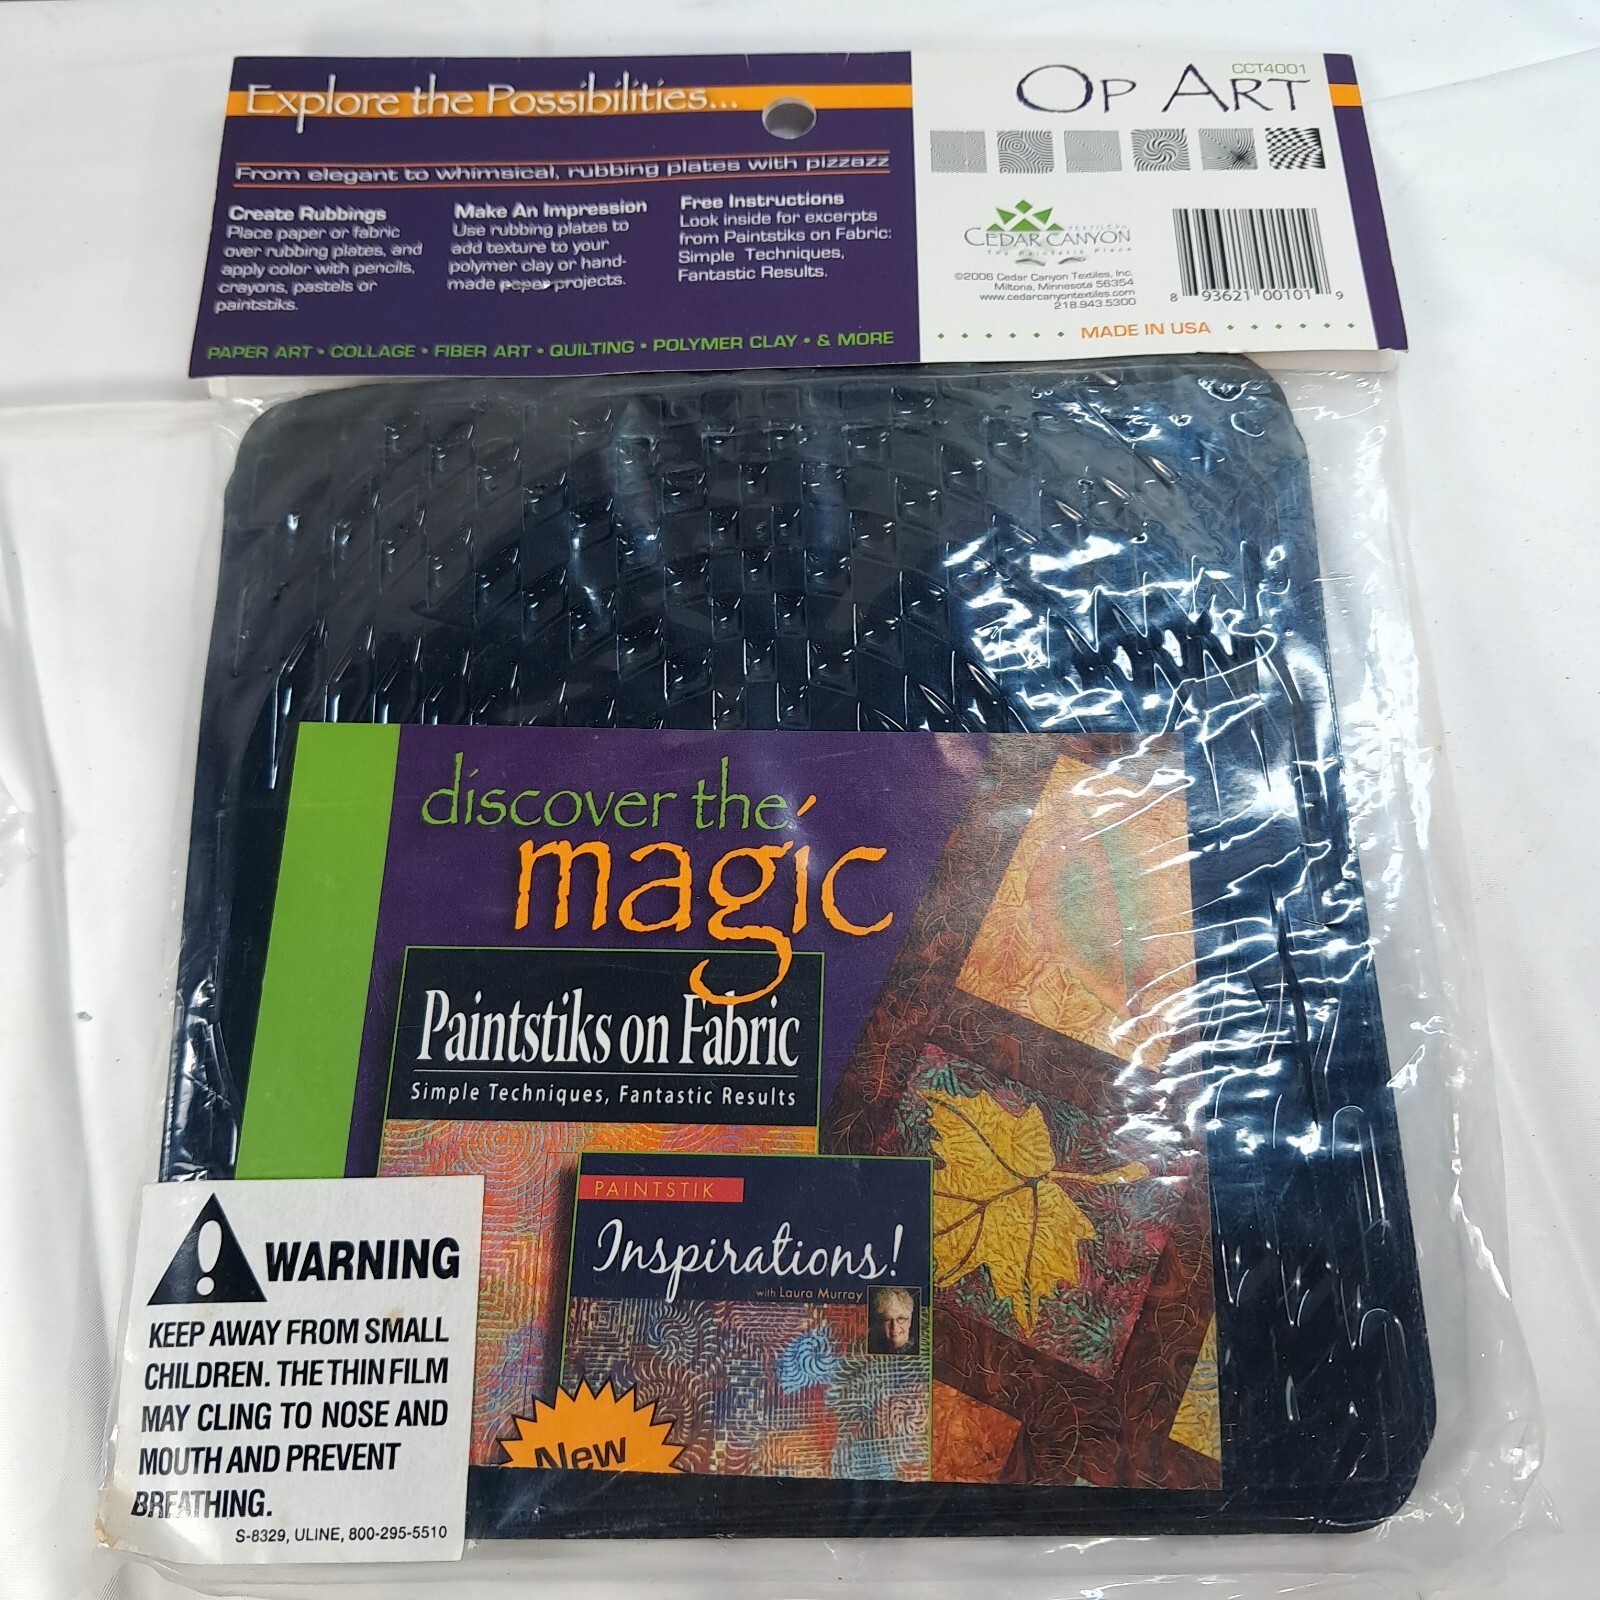 Explore the Possibilities...
From elegant to whimsical, rubbing plates with pizzazz
Create Rubbings
Place paper or fabric
over rubbing plates, and
apply color with pencils,
crayons, pastels or
paintstiks.
Make An Impression
Use rubbing plates to
add texture to your
polymer clay or hand-
made paper projects.
Free Instructions
Look inside for excerpts
from Paintstiks on Fabric:
Simple Techniques,
Fantastic Results.
PAPER ART • COLLAGE • FIBER ART • QUILTING • POLYMER CLAY • & MORE
CCT4001
OP ART
TEXTILES
CEDAR CANYON
The Paintstik Place
©2006 Cedar Canyon Textiles, Inc.
Miltona, Minnesota 56354
www.cedarcanyontextiles.com
218.943.5300
8 93621 00101 9
MADE IN USA
discover the
magic
Paintstiks on Fabric
Simple Techniques, Fantastic Results
PAINTSTIK
Inspirations!
with Laura Murray
New
WARNING
KEEP AWAY FROM SMALL
CHILDREN. THE THIN FILM
MAY CLING TO NOSE AND
MOUTH AND PREVENT
BREATHING.
S-8329, ULINE, 800-295-5510